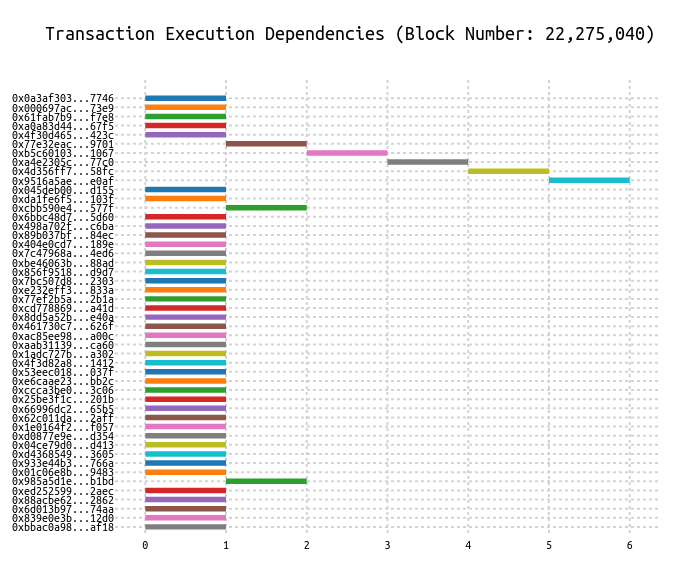 Transaction Execution Dependencies (Block Number: 22,275,040)
0x0a3af303...7746
0x000697ac...73e9
0x61fab7b9...f7e8
0xa0a83d44...67f5
0x4f30d465...423c
0x77e32eac...9701
0xb5c60103...1067
0xa4e2305c...77c0
0x4d356ff7...58fc
0x9516a5ae...e0af
0x045deb00...d155
0xda1fe6f5...103f
0xcbb590e4...577f
0x6bbc48d7...5d60
0x498a702f...c6ba
0x89b037bf...84ec
0x404e0cd7...189e
0x7c47968a...4ed6
0xbe46063b...88ad
0x856f9518...d9d7
0x7bc507d8...2303
0xe232eff3...833a
0x77ef2b5a...2b1a
0xcd778869...a41d
0x8dd5a52b...e40a
0x461730c7...626f
0xac85ee98...a00c
0xaab31139...ca60
0x1adc727b...a302
0x4f3d82a8...1412
0x53eec018...037f
0xe6caae23...bb2c
0xccca3be0...3c06
0x25be3f1c...201b
0x66996dc2...65b5
0x62c011da...2aff
0x1e0164f2...f057
0xd0877e9e...d354
0x04ce79d0...d413
0xd4368549...3605
0x933e44b3...766a
0x01c06e8b...9483
0x985a5d1e...b1bd
0xed252599...2aec
0x88acbe62...2862
0x6d013b97...74aa
0x839e0e3b...12d0
0xbbac0a98...af18
0 1 2 3 4 5 6